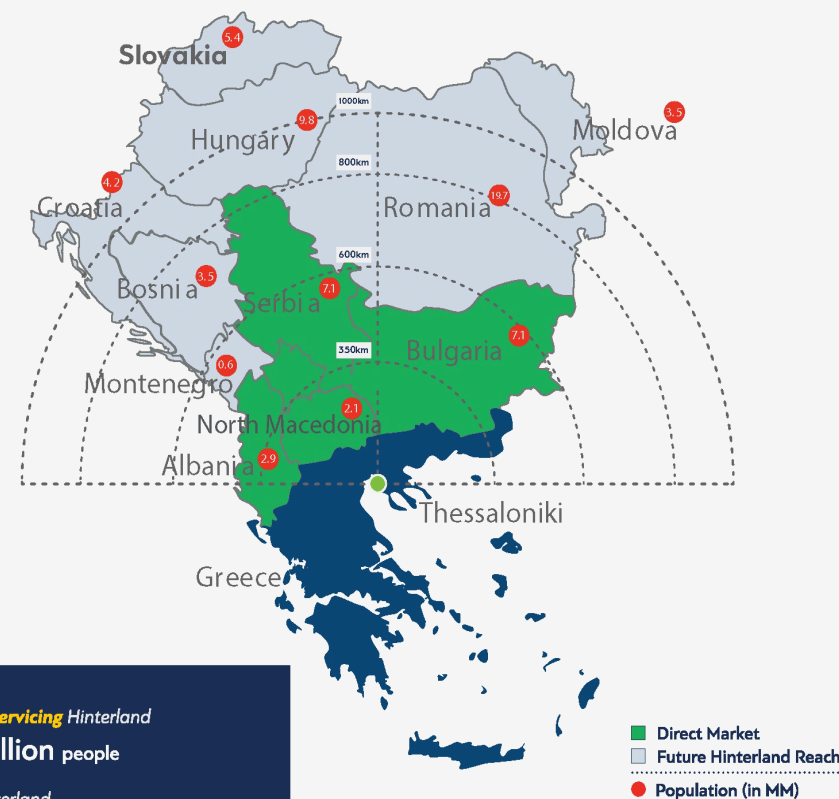 5.4
Slovakia
1000km
9.8
3.5
Moldova
Hungary
800km
4.2
19.7
Croatia
Romania
600km
3.5
Bosnia
7.1
Serbia
7.1
350km
Bulgaria
0.6
Montenegro
2.1
North Macedonia
2.9
Albania
Thessaloniki
Greece
ervicing Hinterland
llion people
erland
Direct Market
Future Hinterland Reach
Population (in MM)